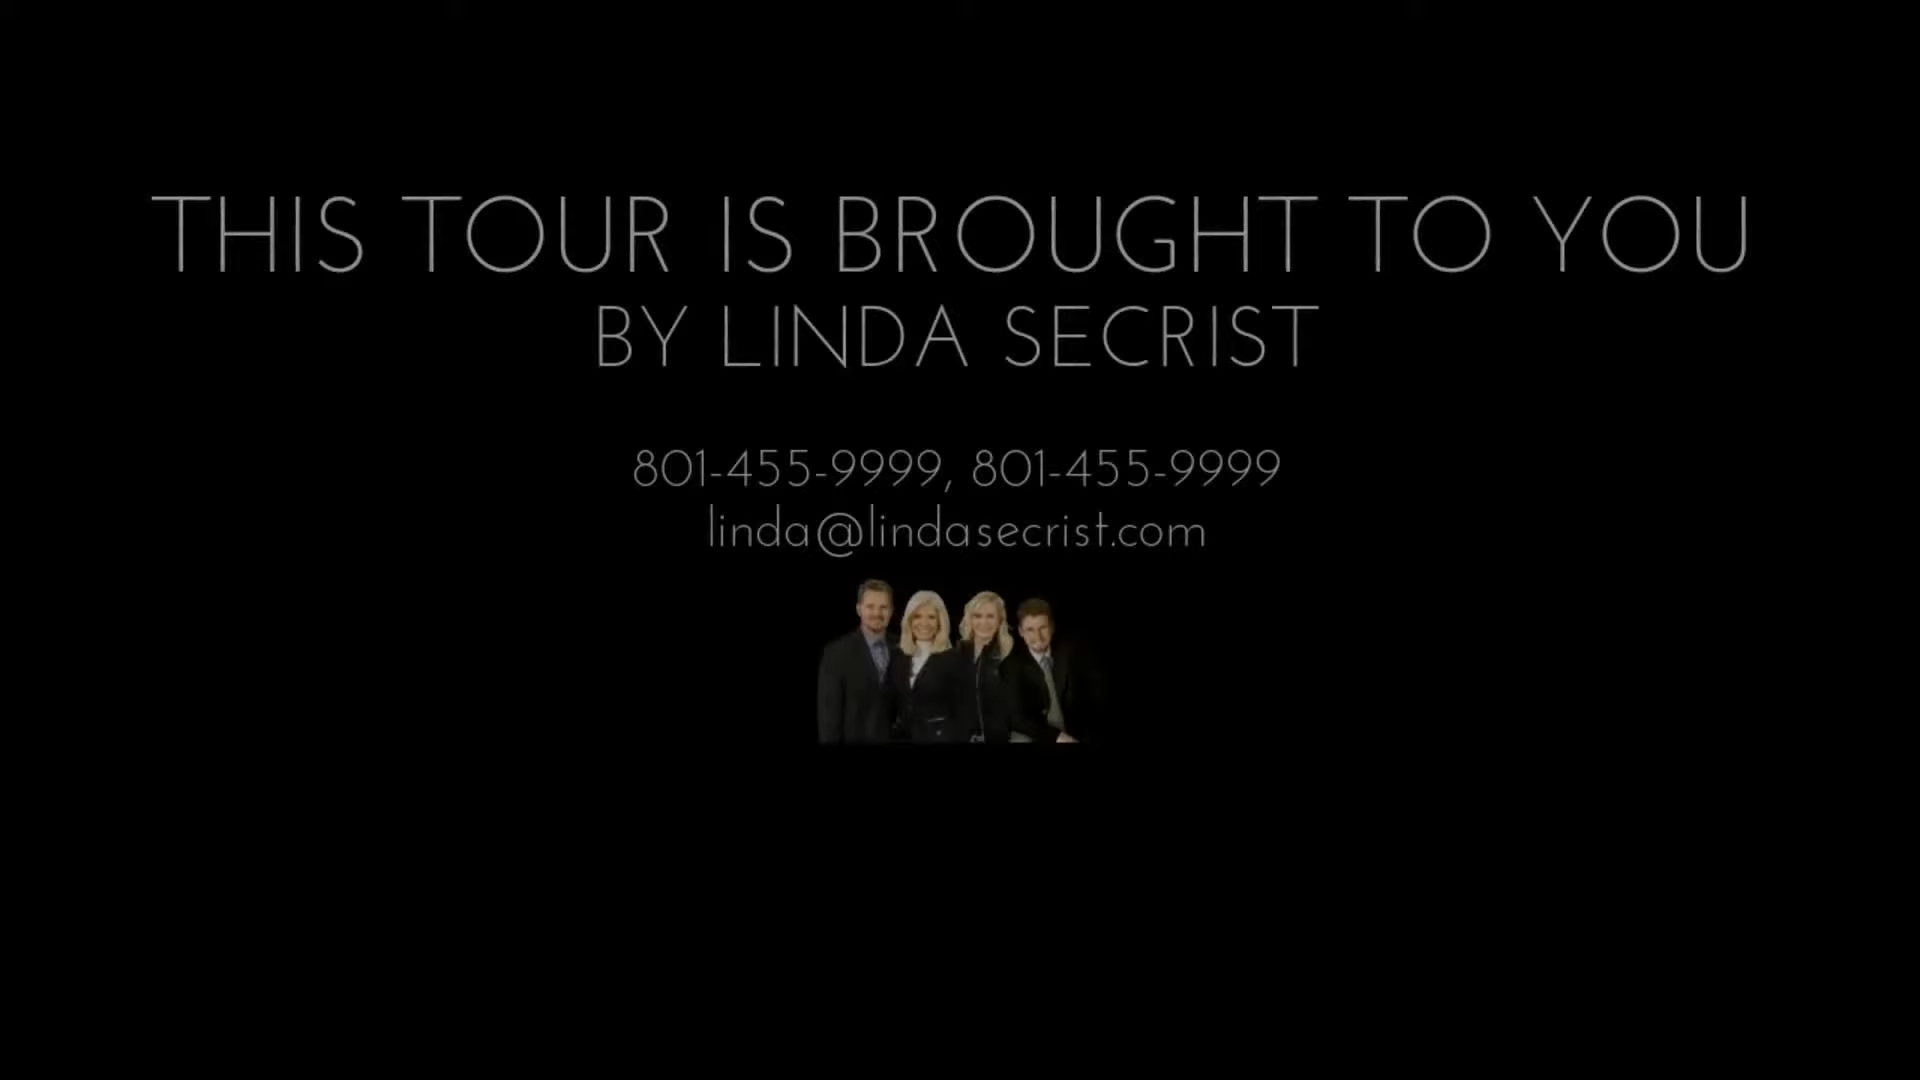 THIS TOUR IS BROUGHT TO YOU
BY LINDA SECRIST
801-455-9999, 801-455-9999
linda@lindasecrist.com